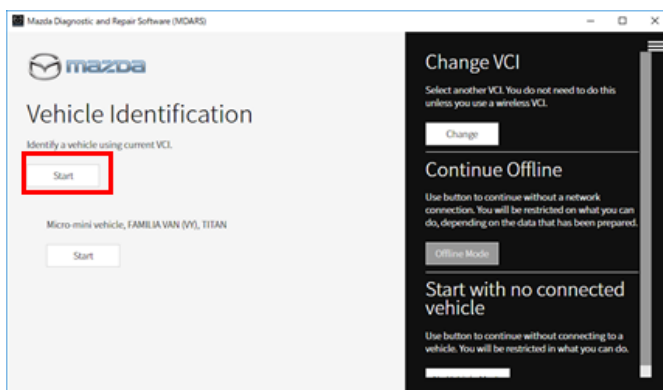 Mazda Diagnostic and Repair Software (MDARS)
mazda
Vehicle Identification
Identify a vehicle using current VCI.
Start
Micro-mini vehicle, FAMILIA VAN (VY), TITAN
Start
Change VCI
Select another VCI. You do not need to do this
unless you use a wireless VCI.
Change
Continue Offline
Use button to continue without a network
connection. You will be restricted on what you can
do, depending on the data that has been prepared.
Offline Mode
Start with no connected
vehicle
Use button to continue without connecting to a
vehicle. You will be restricted in what you can do.